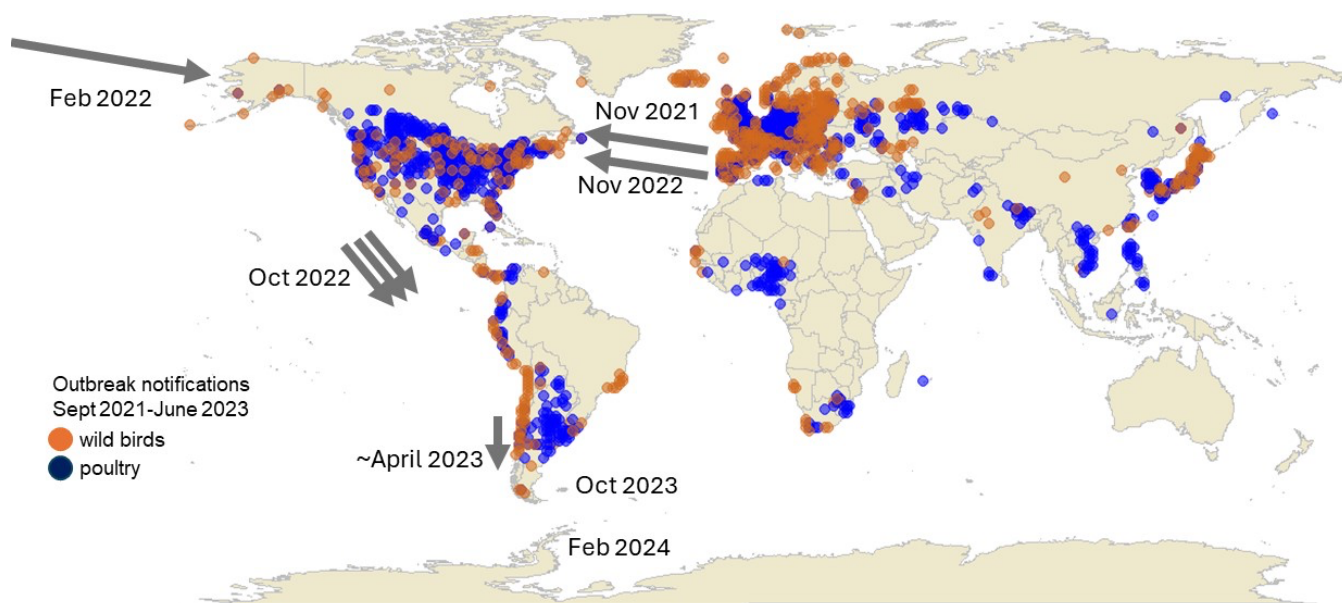 Feb 2022
Nov 2021
Nov 2022
Oct 2022
Outbreak notifications
Sept 2021-June 2023
wild birds
poultry
~April 2023
Oct 2023
Feb 2024